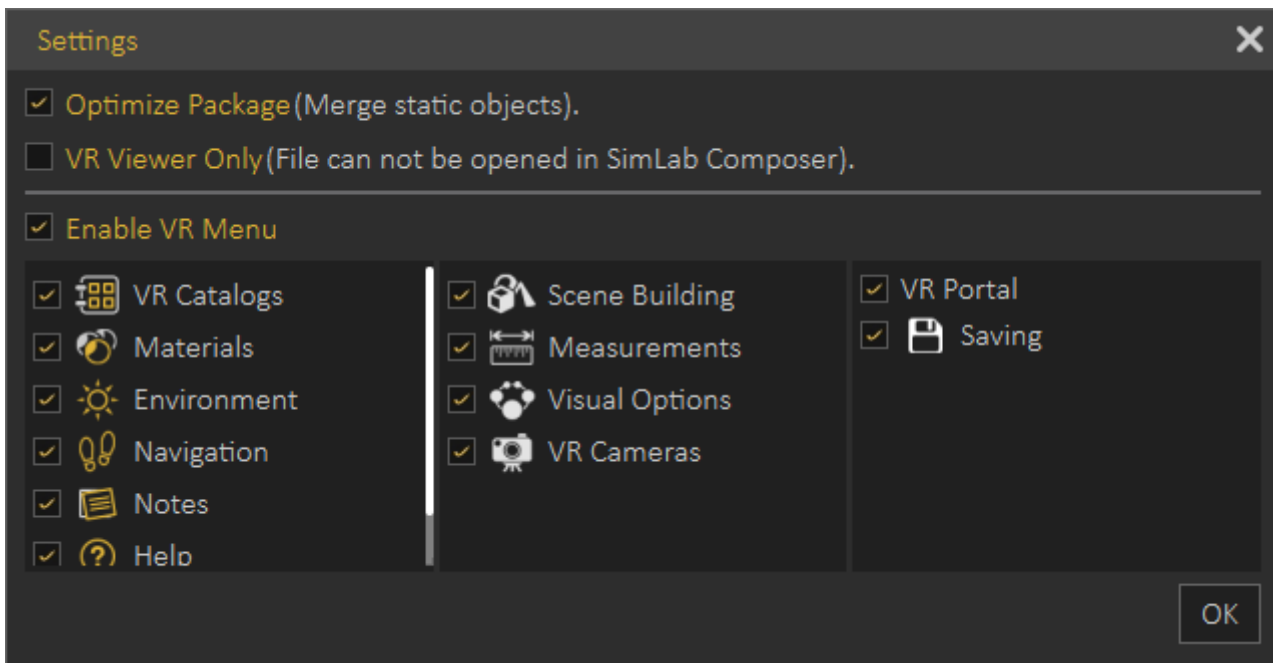 Settings
Optimize Package(Merge static objects).
VR Viewer Only(File can not be opened in SimLab Composer).
Enable VR Menu
VR Catalogs
Materials
Environment
Navigation
Notes
Help
Scene Building
Measurements
Visual Options
VR Cameras
VR Portal
Saving
OK